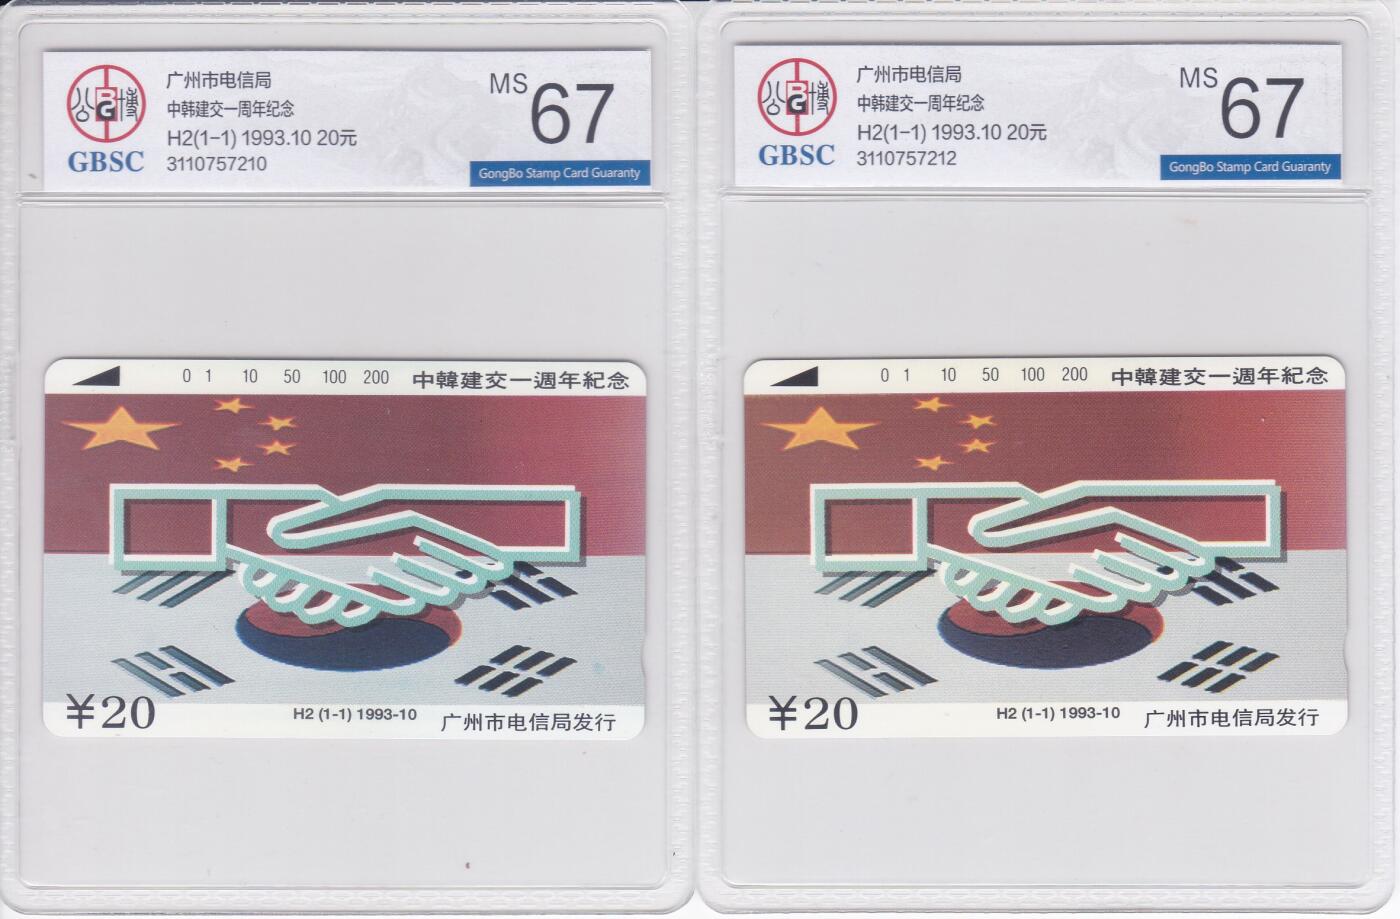 公 BG 博
GBSC
广州市电信局
中韩建交一周年纪念
H2(1-1) 1993.10 20元
3110757210
MS 67
GongBo Stamp Card Guaranty
0 1 10 50 100 200 中韓建交一週年紀念
¥20 H2 (1-1) 1993-10 广州市电信局发行
公 BG 博
GBSC
广州市电信局
中韩建交一周年纪念
H2(1-1) 1993.10 20元
3110757212
MS 67
GongBo Stamp Card Guaranty
0 1 10 50 100 200 中韓建交一週年紀念
¥20 H2 (1-1) 1993-10 广州市电信局发行